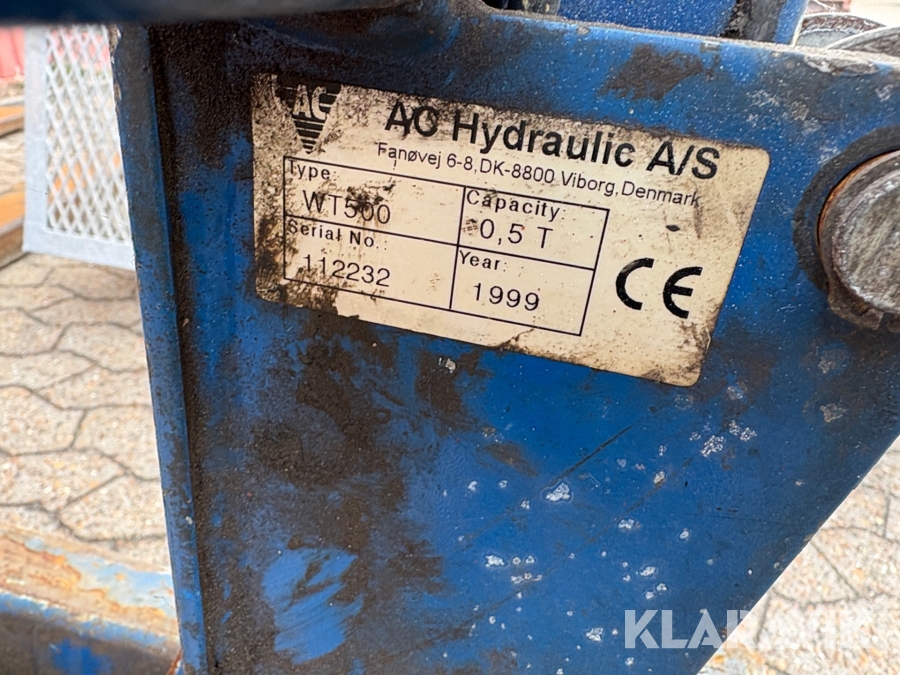 AC
AC Hydraulic A/S
Fanøvej 6-8, DK-8800 Viborg, Denmark
Type:
WT500
Capacity:
0,5 T
Serial No.
112232
Year:
1999
CE